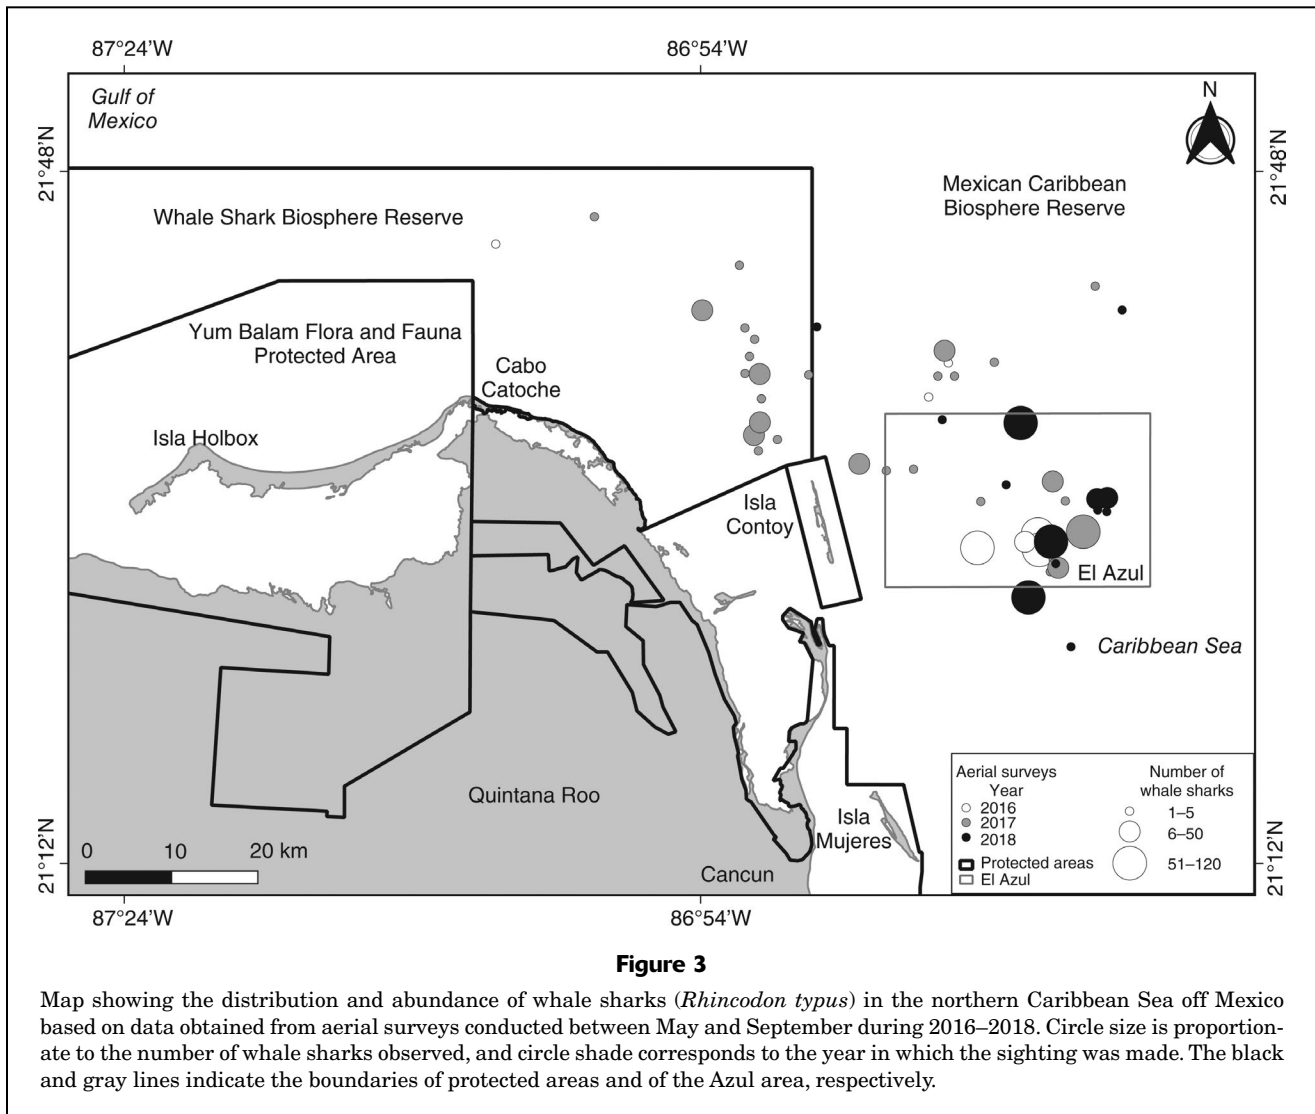 87°24'W
86°54'W
Gulf of
Mexico
N
21°48'N
21°48'N
Mexican Caribbean
Biosphere Reserve
Whale Shark Biosphere Reserve
Yum Balam Flora and Fauna
Protected Area
Cabo
Catoche
Isla Holbox
Isla
Contoy
El Azul
Caribbean Sea
Quintana Roo
Isla
Mujeres
Cancun
0 10 20 km
21°12'N
21°12'N
Aerial surveys
Year
2016
2017
2018
Protected areas
El Azul
Number of
whale sharks
1–5
6–50
51–120
87°24'W
86°54'W
Figure 3
Map showing the distribution and abundance of whale sharks (Rhincodon typus) in the northern Caribbean Sea off Mexico
based on data obtained from aerial surveys conducted between May and September during 2016–2018. Circle size is proportion-
ate to the number of whale sharks observed, and circle shade corresponds to the year in which the sighting was made. The black
and gray lines indicate the boundaries of protected areas and of the Azul area, respectively.